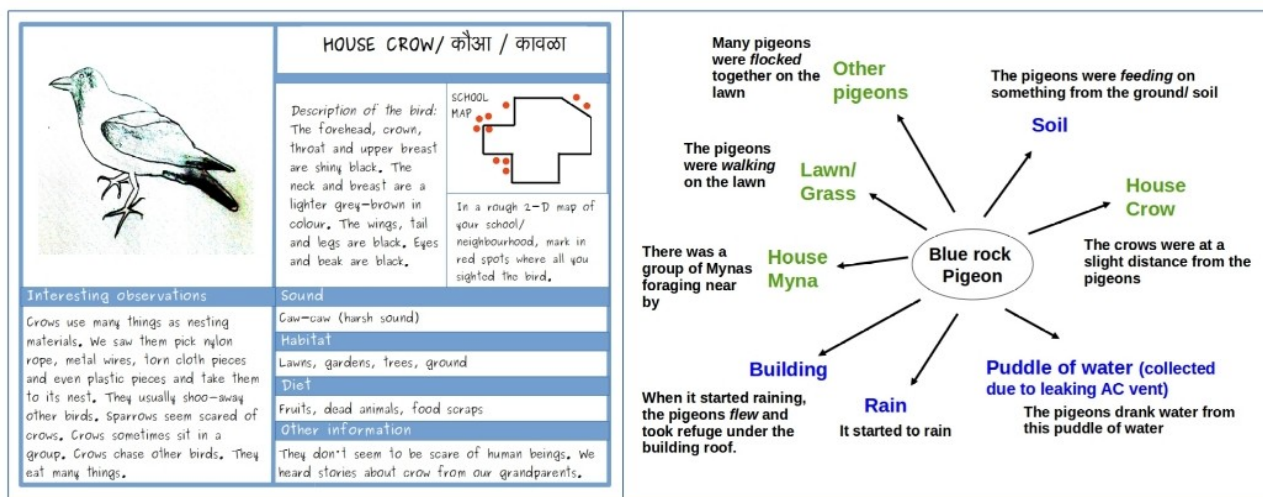 HOUSE CROW/ कौआ / कावळा
Description of the bird:
The forehead, crown,
throat and upper breast
are shiny black. The
neck and breast are a
lighter grey-brown in
colour. The wings, tail
and legs are black. Eyes
and beak are black.
SCHOOL
MAP
In a rough 2-D map of
your school/
neighbourhood, mark in
red spots where all you
sighted the bird.
Interesting observations
Crows use many things as nesting
materials. We saw them pick nylon
rope, metal wires, torn cloth pieces
and even plastic pieces and take them
to its nest. They usually shoo-away
other birds. Sparrows seem scared of
crows. Crows sometimes sit in a
group. Crows chase other birds. They
eat many things.
Sound
Caw-caw (harsh sound)
Habitat
Lawns, gardens, trees, ground
Diet
Fruits, dead animals, food scraps
Other information
They don't seem to be scare of human beings. We
heard stories about crow from our grandparents.
Many pigeons
were flocked
together on the
lawn
Other
pigeons
The pigeons were feeding on
something from the ground/ soil
Soil
The pigeons
were walking
on the lawn
Lawn/
Grass
House
Crow
The crows were at a
slight distance from the
pigeons
Blue rock
Pigeon
There was a
group of Mynas
foraging near
by
House
Myna
Building
When it started raining,
the pigeons flew and
took refuge under the
building roof.
Rain
It started to rain
Puddle of water (collected
due to leaking AC vent)
The pigeons drank water from
this puddle of water